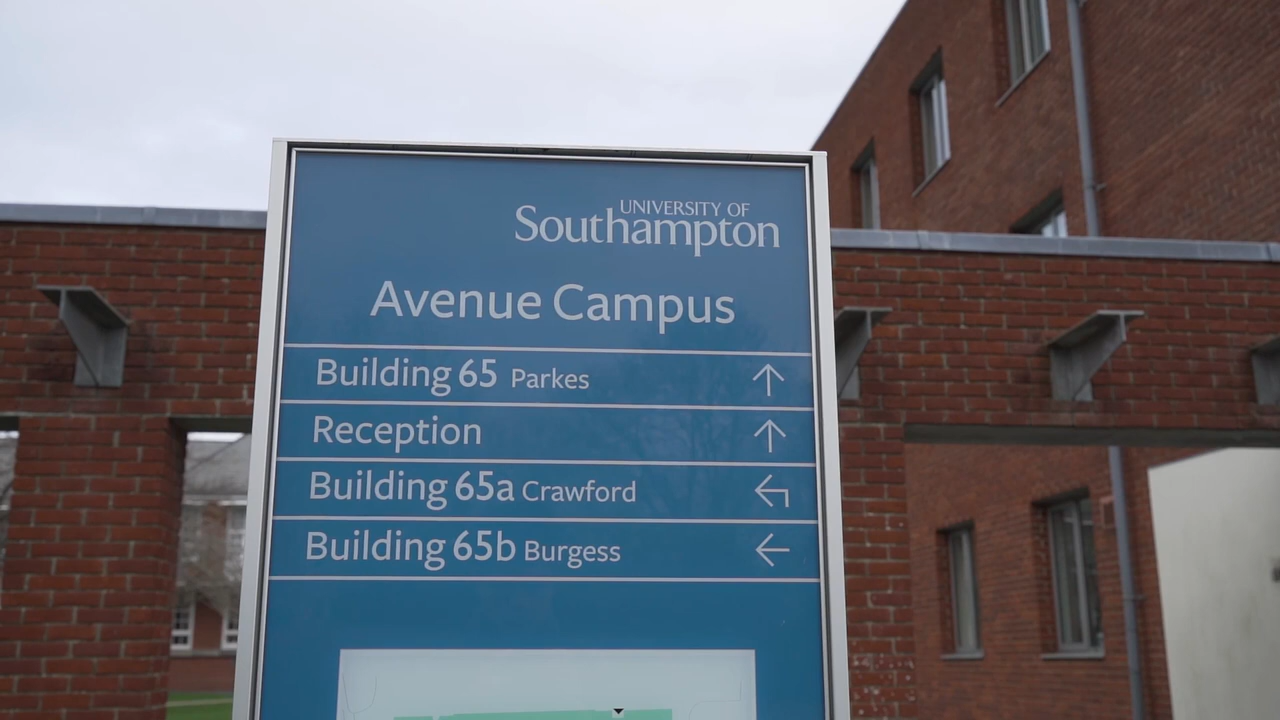 UNIVERSITY OF
Southampton
Avenue Campus
Building 65 Parkes
Reception
Building 65a Crawford
Building 65b Burgess